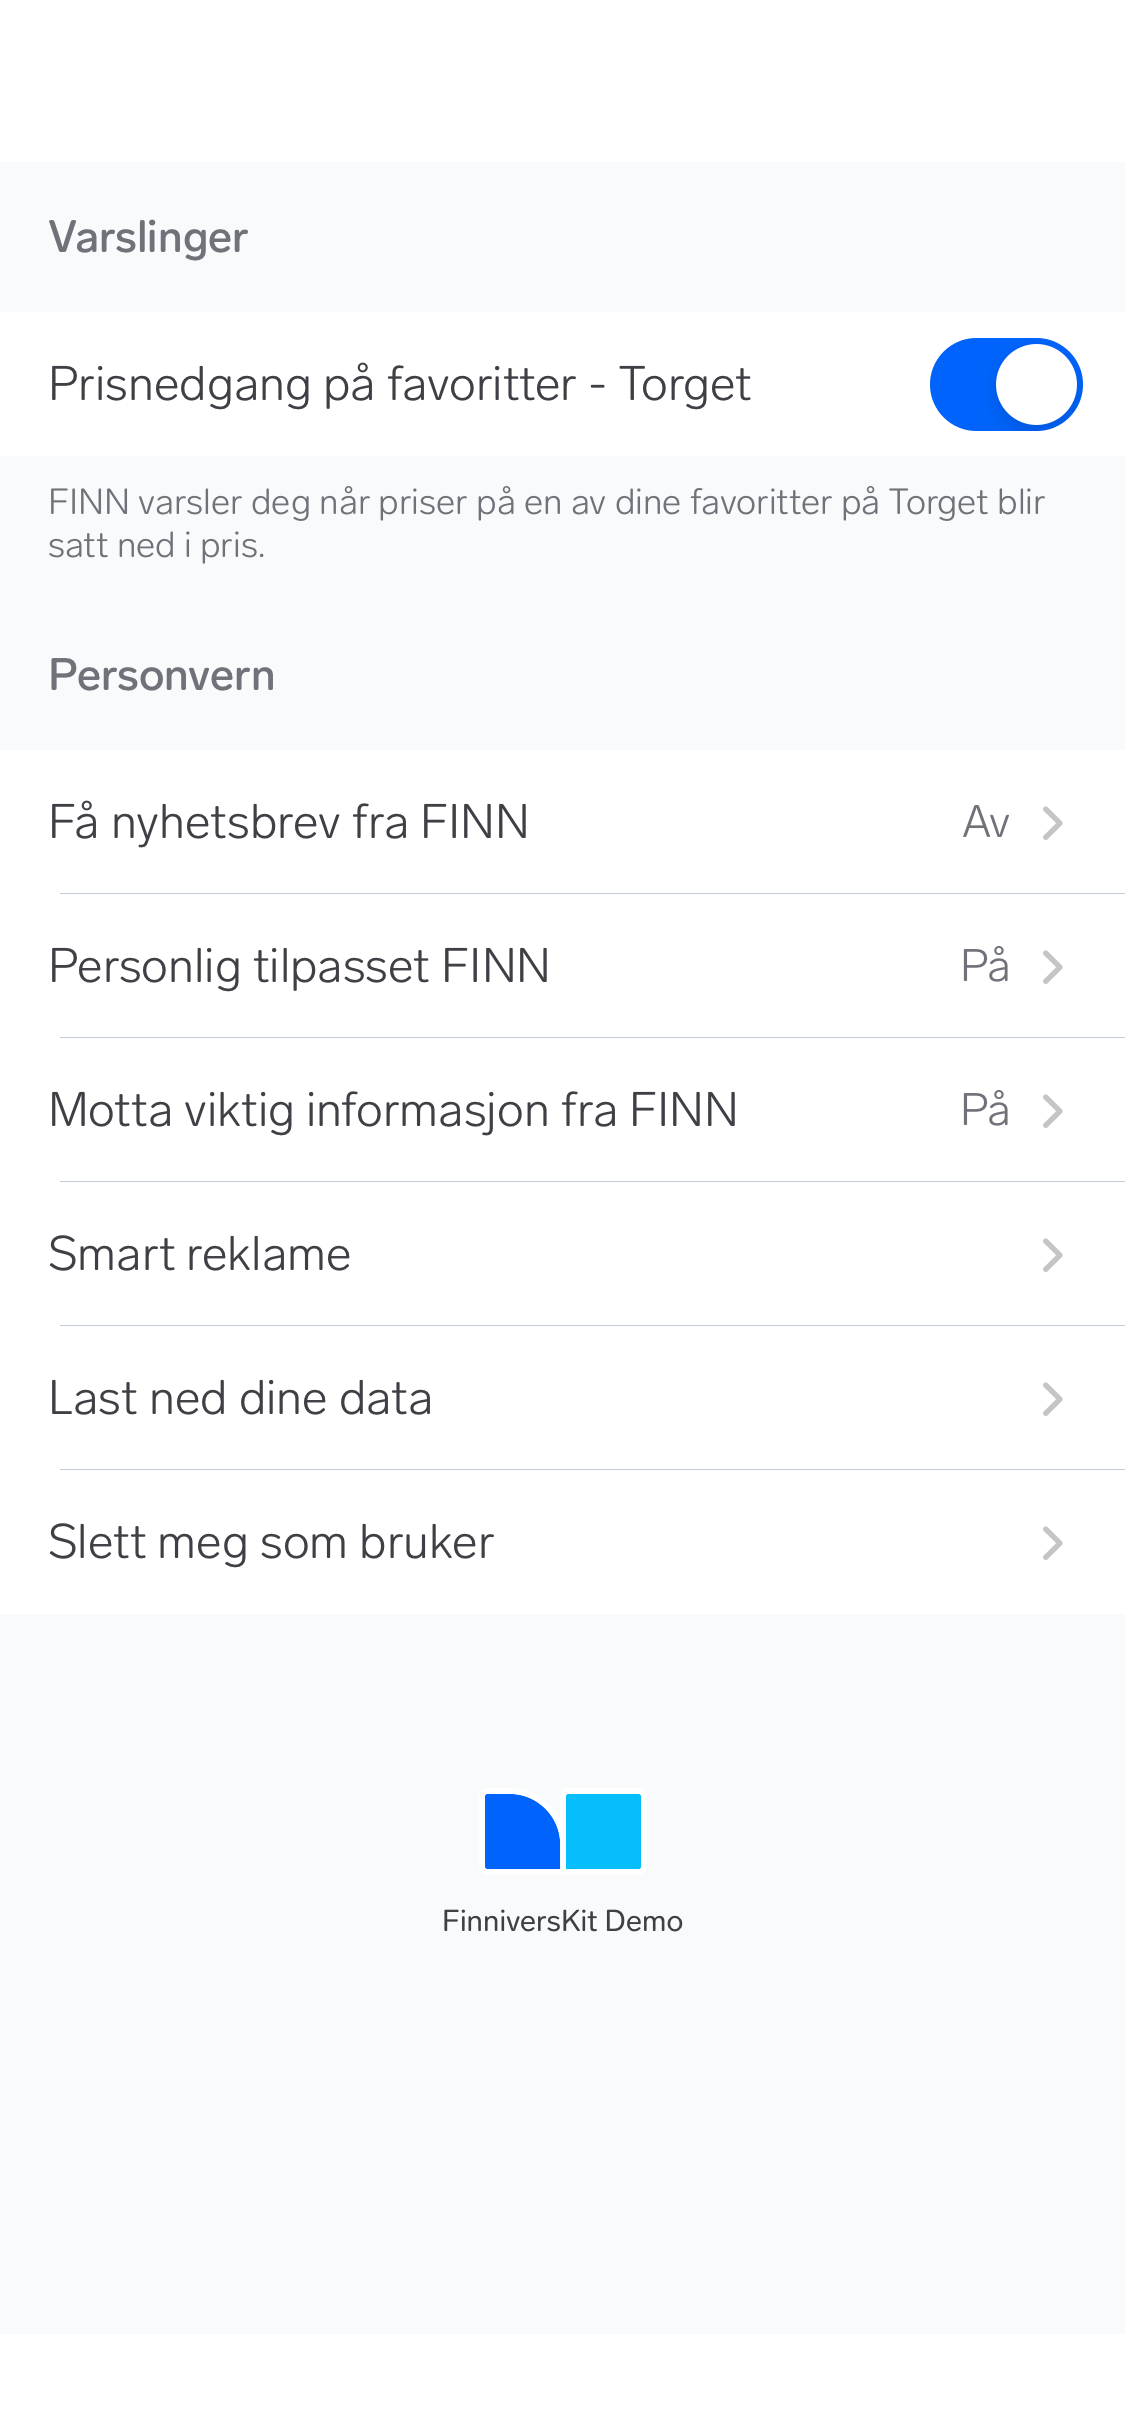 Varslinger
Prisnedgang på favoritter - Torget
FINN varsler deg når priser på en av dine favoritter på Torget blir
satt ned i pris.
Personvern
Få nyhetsbrev fra FINN Av
Personlig tilpasset FINN På
Motta viktig informasjon fra FINN På
Smart reklame
Last ned dine data
Slett meg som bruker
FinniversKit Demo